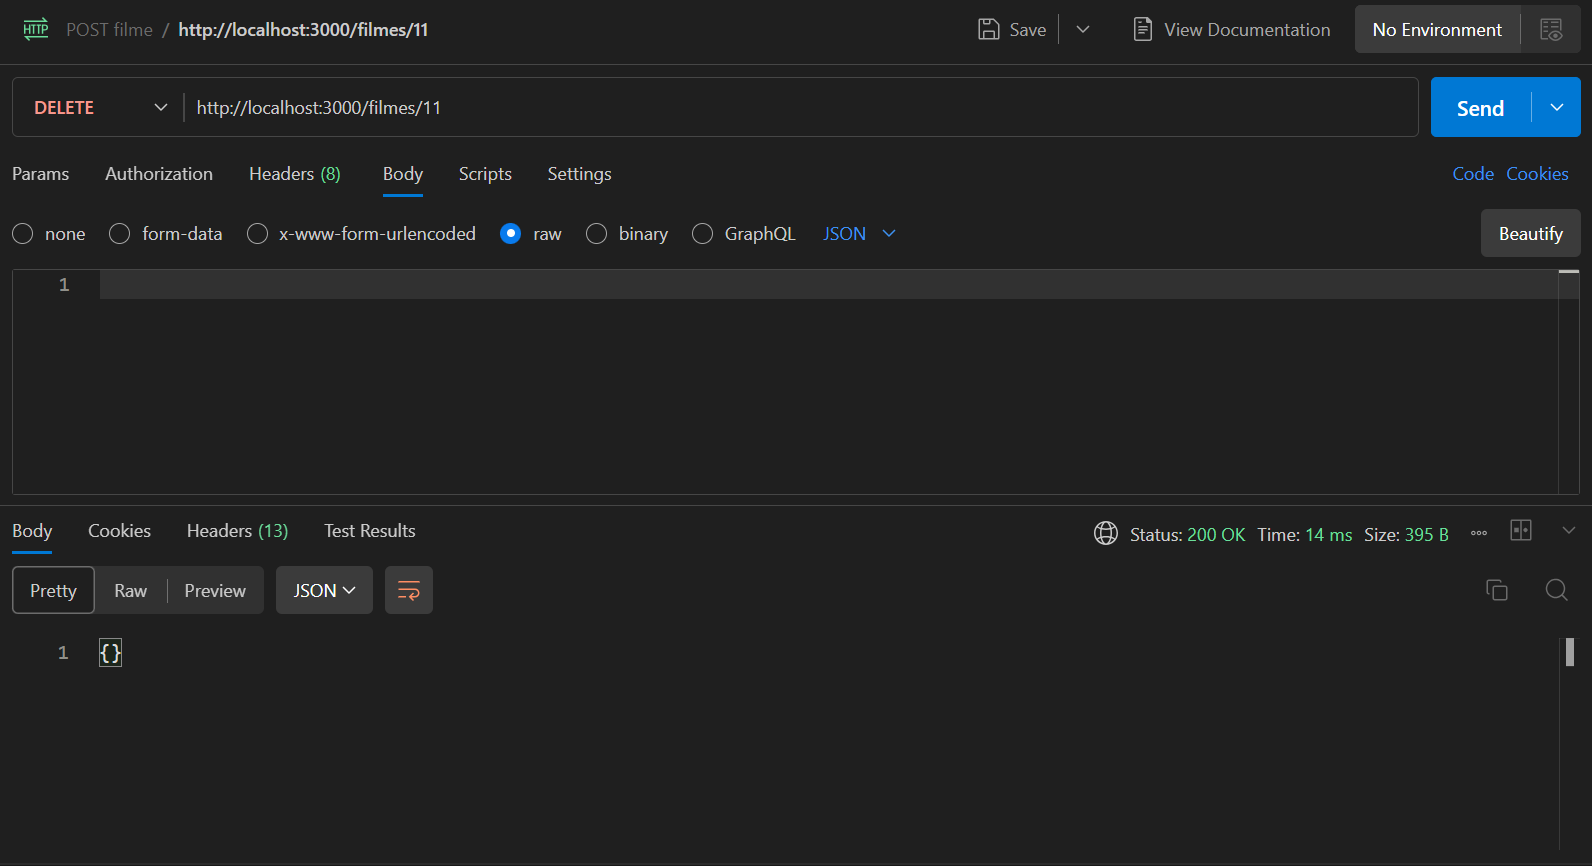 HTTP POST filme / http://localhost:3000/filmes/11 Save View Documentation No Environment
DELETE http://localhost:3000/filmes/11 Send
Params Authorization Headers (8) Body Scripts Settings Code Cookies
none form-data x-www-form-urlencoded raw binary GraphQL JSON Beautify
1
Body Cookies Headers (13) Test Results Status: 200 OK Time: 14 ms Size: 395 B
Pretty Raw Preview JSON
1 {}